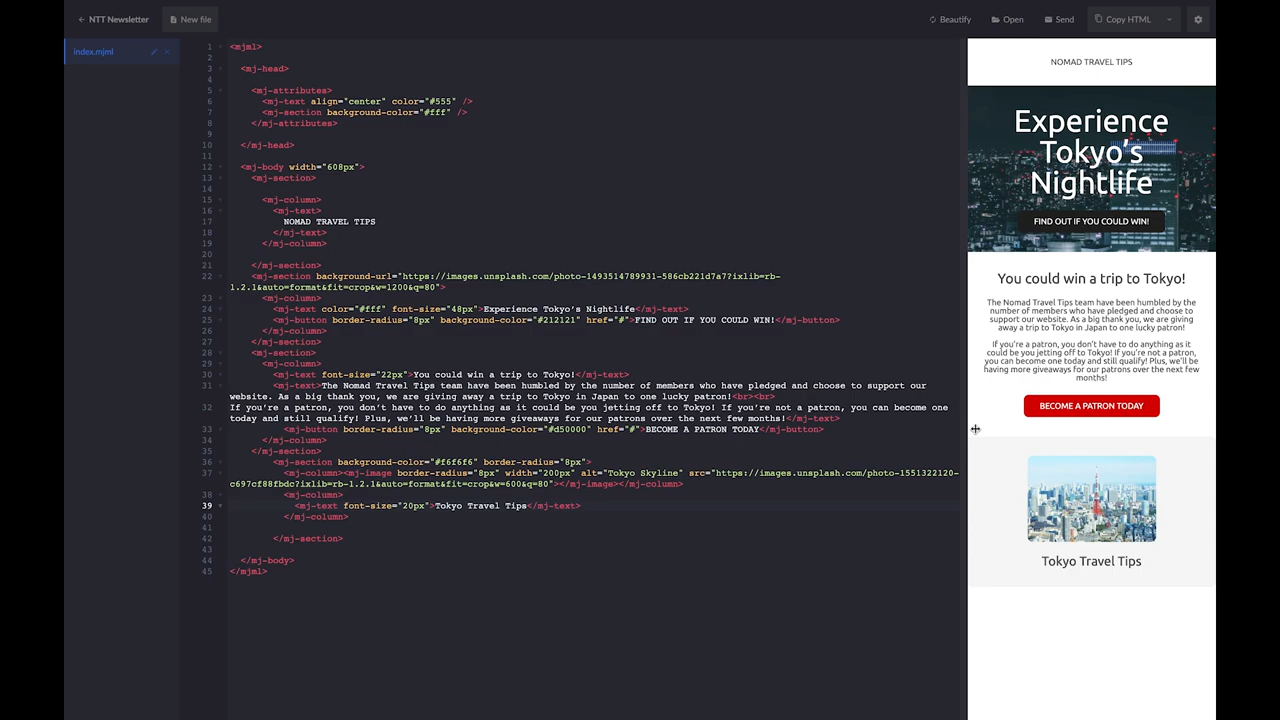 NTT Newsletter
New file
Beautify
Open
Send
Copy HTML
index.mjml
1 <mjml>
2
3 <mj-head>
4
5 <mj-attributes>
6 <mj-text align="center" color="#555" />
7 <mj-section background-color="#fff" />
8 </mj-attributes>
9
10 </mj-head>
11
12 <mj-body width="608px">
13 <mj-section>
14
15 <mj-column>
16 <mj-text>
17 NOMAD TRAVEL TIPS
18 </mj-text>
19 </mj-column>
20
21 </mj-section>
22 <mj-section background-url="https://images.unsplash.com/photo-1493514789931-586cb221d7a7?ixlib=rb-
1.2.1&auto=format&fit=crop&w=1200&q=80">
23 <mj-column>
24 <mj-text color="#fff" font-size="48px">Experience Tokyo’s Nightlife</mj-text>
25 <mj-button border-radius="8px" background-color="#212121" href="#">FIND OUT IF YOU COULD WIN!</mj-button>
26 </mj-column>
27 </mj-section>
28 <mj-section>
29 <mj-column>
30 <mj-text font-size="22px">You could win a trip to Tokyo!</mj-text>
31 <mj-text>The Nomad Travel Tips team have been humbled by the number of members who have pledged and choose to support our
website. As a big thank you, we are giving away a trip to Tokyo in Japan to one lucky patron!<br><br>
32 If you’re a patron, you don’t have to do anything as it could be you jetting off to Tokyo! If you’re not a patron, you can become one
today and still qualify! Plus, we’ll be having more giveaways for our patrons over the next few months!</mj-text>
33 <mj-button border-radius="8px" background-color="#d50000" href="#">BECOME A PATRON TODAY</mj-button>
34 </mj-column>
35 </mj-section>
36 <mj-section background-color="#f6f6f6" border-radius="8px">
37 <mj-column><mj-image border-radius="8px" width="200px" alt="Tokyo Skyline" src="https://images.unsplash.com/photo-1551322120-
c697cf88fbdc?ixlib=rb-1.2.1&auto=format&fit=crop&w=600&q=80"></mj-image></mj-column>
38 <mj-column>
39 <mj-text font-size="20px">Tokyo Travel Tips</mj-text>
40 </mj-column>
41
42 </mj-section>
43
44 </mj-body>
45 </mjml>
NOMAD TRAVEL TIPS
Experience
Tokyo’s
Nightlife
FIND OUT IF YOU COULD WIN!
You could win a trip to Tokyo!
The Nomad Travel Tips team have been humbled by the
number of members who have pledged and choose to
support our website. As a big thank you, we are giving
away a trip to Tokyo in Japan to one lucky patron!
If you’re a patron, you don’t have to do anything as it
could be you jetting off to Tokyo! If you’re not a patron,
you can become one today and still qualify! Plus, we’ll be
having more giveaways for our patrons over the next few
months!
BECOME A PATRON TODAY
Tokyo Travel Tips